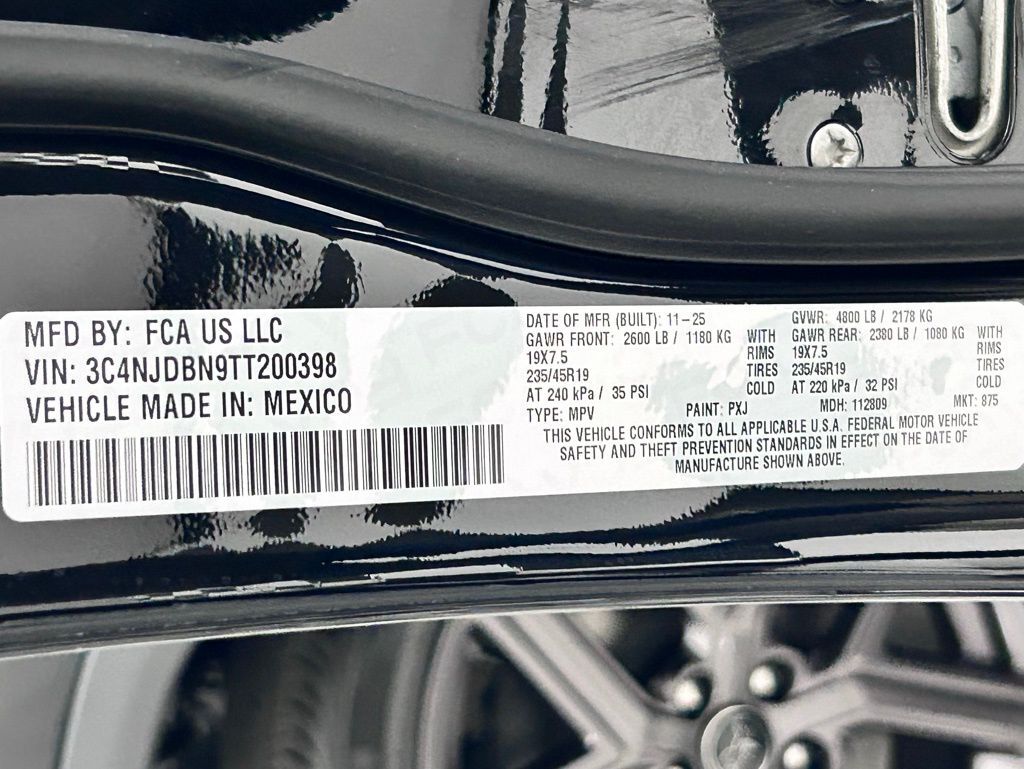 MFD BY: FCA US LLC
VIN: 3C4NJDBN9TT200398
VEHICLE MADE IN: MEXICO
DATE OF MFR (BUILT): 11-25
GAWR FRONT: 2600 LB / 1180 KG WITH
19X7.5 RIMS
235/45R19 TIRES
AT 240 kPa / 35 PSI COLD
GVWR: 4800 LB / 2178 KG
GAWR REAR: 2380 LB / 1080 KG WITH
19X7.5 RIMS
235/45R19 TIRES
AT 220 kPa / 32 PSI COLD
TYPE: MPV PAINT: PXJ MDH: 112809 MKT: 875
THIS VEHICLE CONFORMS TO ALL APPLICABLE U.S.A. FEDERAL MOTOR VEHICLE
SAFETY AND THEFT PREVENTION STANDARDS IN EFFECT ON THE DATE OF
MANUFACTURE SHOWN ABOVE.